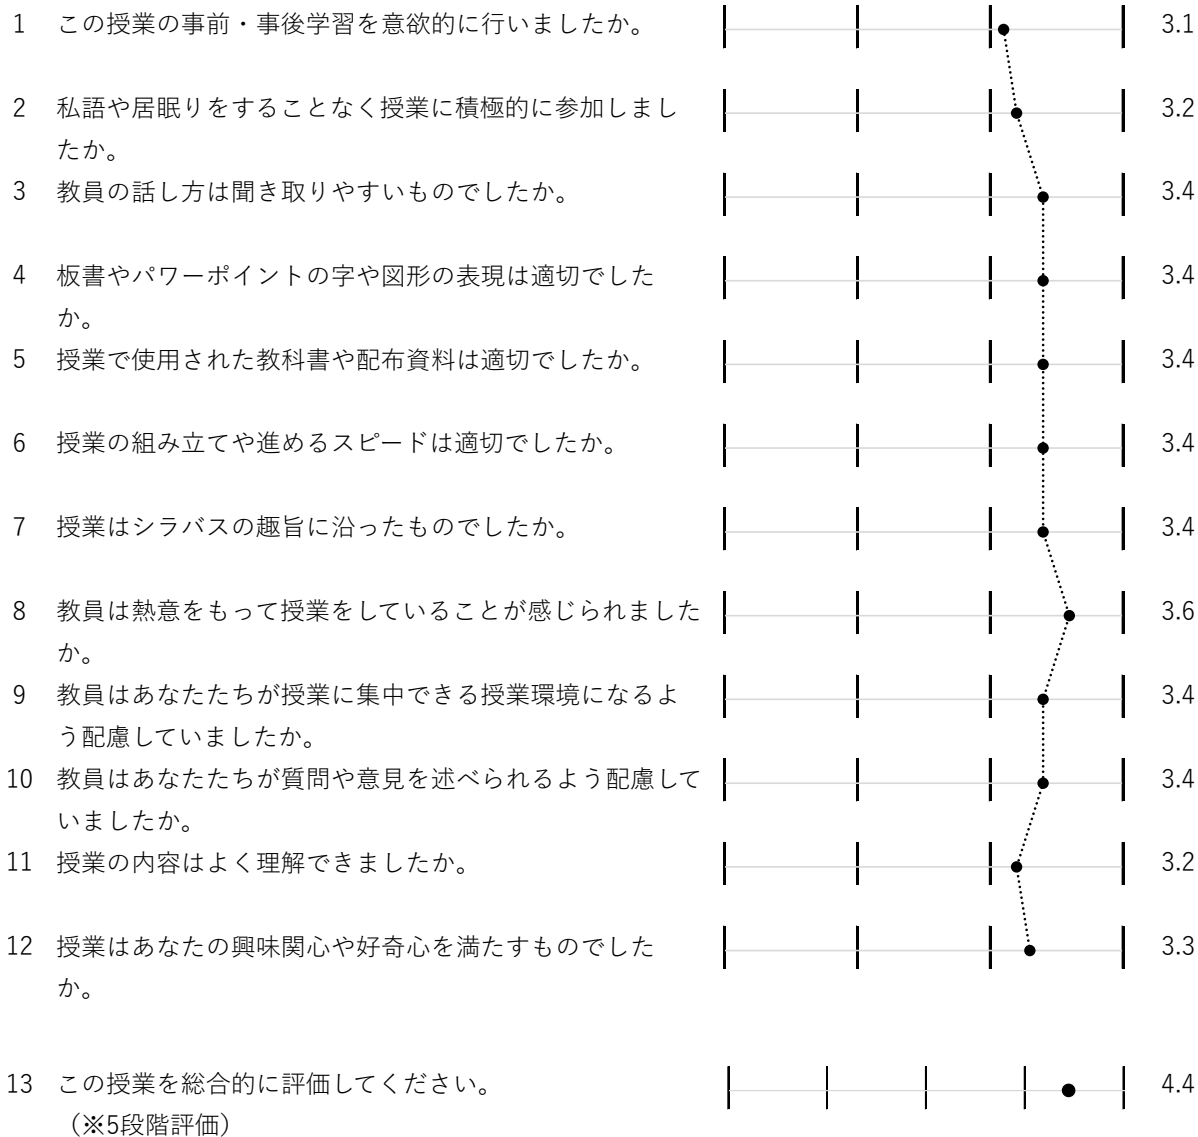 1 この授業の事前・事後学習を意欲的に行いましたか。 3.1
2 私語や居眠りをすることなく授業に積極的に参加しまし 3.2
たか。
3 教員の話し方は聞き取りやすいものでしたか。 3.4
4 板書やパワーポイントの字や図形の表現は適切でした 3.4
か。
5 授業で使用された教科書や配布資料は適切でしたか。 3.4
6 授業の組み立てや進めるスピードは適切でしたか。 3.4
7 授業はシラバスの趣旨に沿ったものでしたか。 3.4
8 教員は熱意をもって授業をしていることが感じられました 3.6
か。
9 教員はあなたたちが授業に集中できる授業環境になるよ 3.4
う配慮していましたか。
10 教員はあなたたちが質問や意見を述べられるよう配慮して 3.4
いましたか。
11 授業の内容はよく理解できましたか。 3.2
12 授業はあなたの興味関心や好奇心を満たすものでした 3.3
か。
13 この授業を総合的に評価してください。 4.4
（※5段階評価）